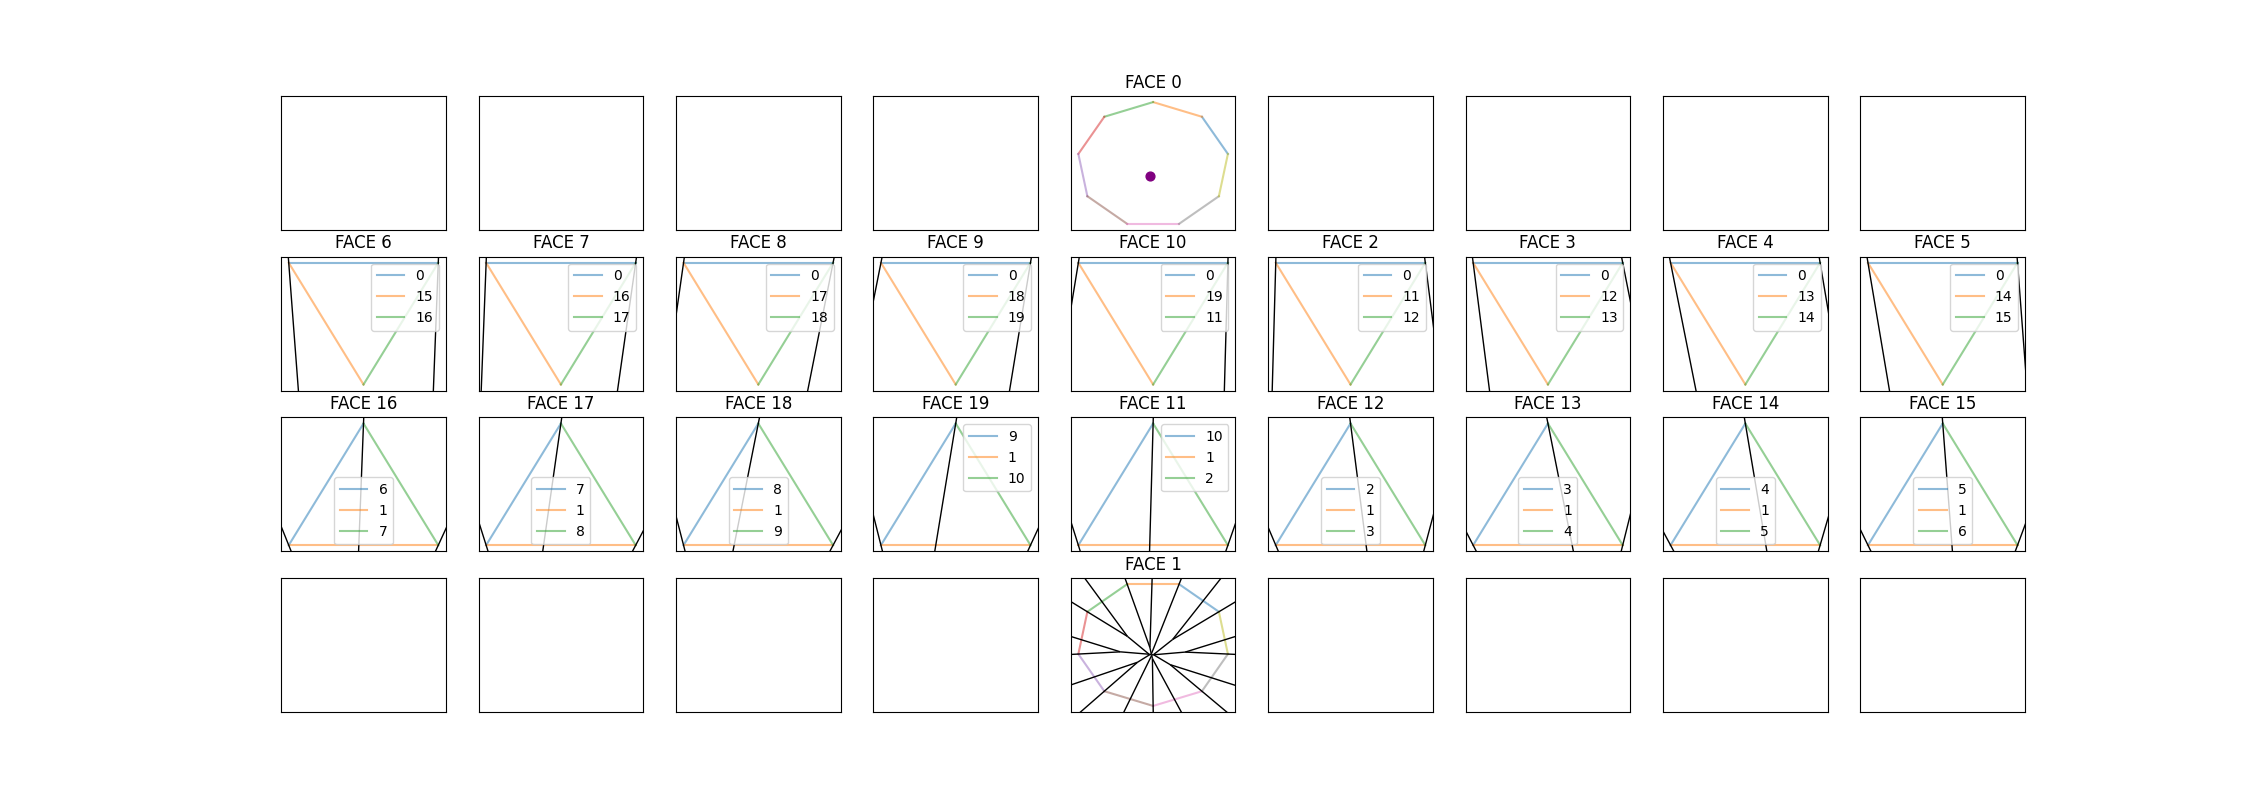 FACE 0
FACE 6
FACE 7
FACE 8
FACE 9
FACE 10
FACE 2
FACE 3
FACE 4
FACE 5
0
15
16
0
16
17
0
17
18
0
18
19
0
19
11
0
11
12
0
12
13
0
13
14
0
14
15
FACE 16
FACE 17
FACE 18
FACE 19
FACE 11
FACE 12
FACE 13
FACE 14
FACE 15
6
1
7
7
1
8
8
1
9
9
1
10
10
1
2
2
1
3
3
1
4
4
1
5
5
1
6
FACE 1